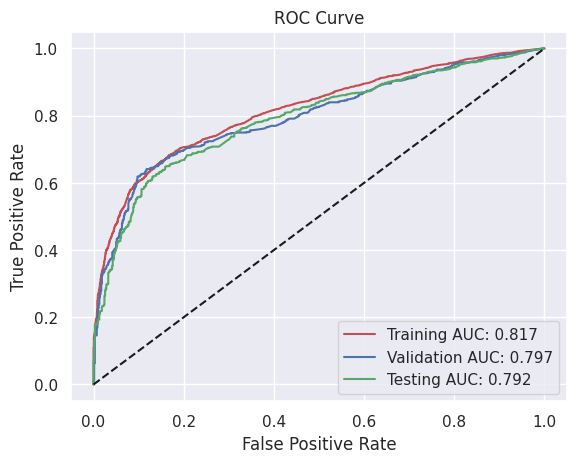 ROC Curve
True Positive Rate
1.0
0.8
0.6
0.4
0.2
0.0
Training AUC: 0.817
Validation AUC: 0.797
Testing AUC: 0.792
0.0 0.2 0.4 0.6 0.8 1.0
False Positive Rate